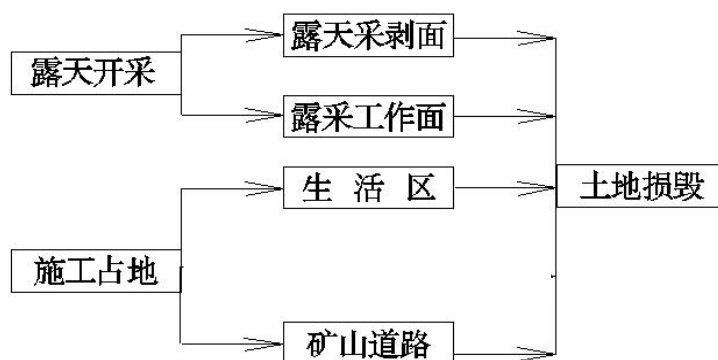 露天采剥面
露天开采
露采工作面
生活区
土地损毁
施工占地
矿山道路